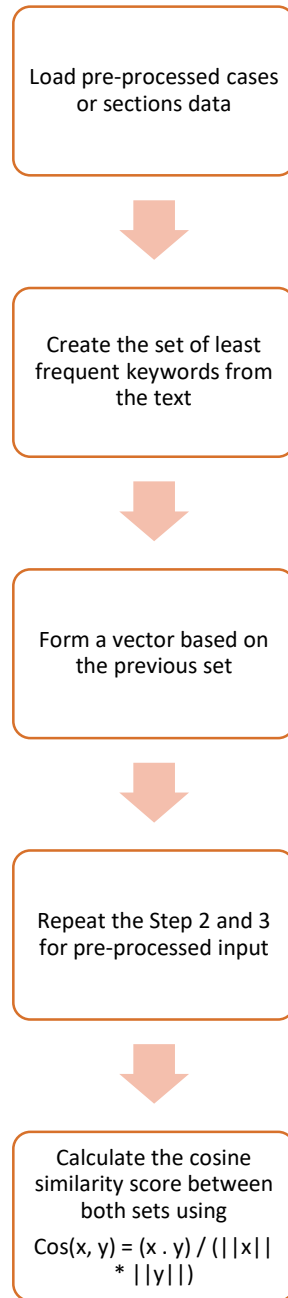 Load pre-processed cases
or sections data
Create the set of least
frequent keywords from
the text
Form a vector based on
the previous set
Repeat the Step 2 and 3
for pre-processed input
Calculate the cosine
similarity score between
both sets using
Cos(x, y) = (x . y) / (||x||
* ||y||)